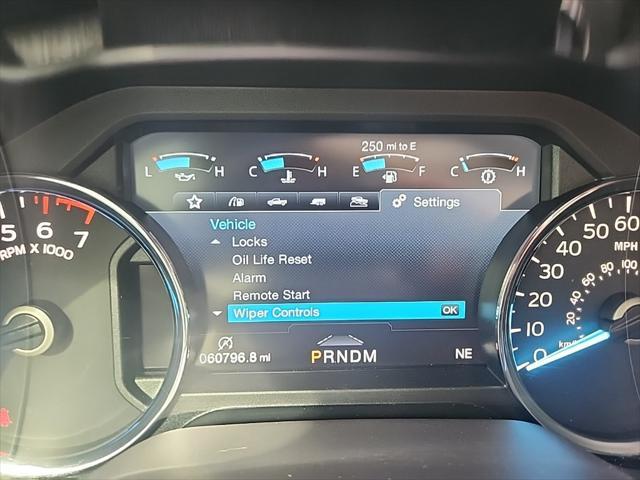 250 mi to E
L H C H E F C H
Settings
Vehicle
Locks
Oil Life Reset
Alarm
Remote Start
Wiper Controls OK
060796.8 mi PRNDM NE
5 6 7
RPM X 1000
0 10 20 30 40 50 60
MPH
20 40 60 80 100
km/h